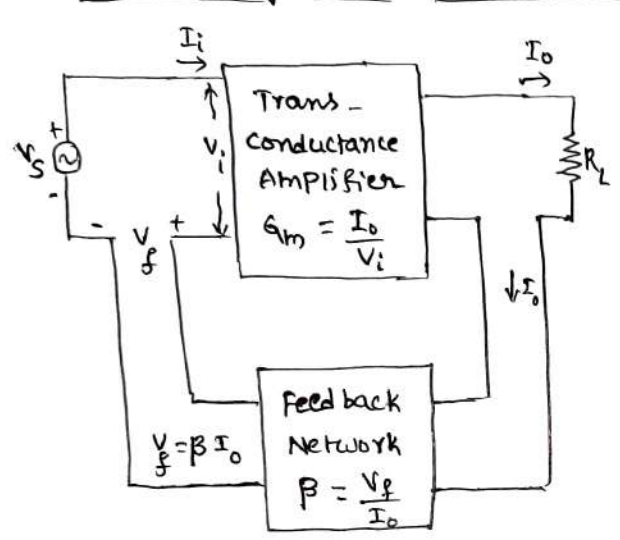 Ii
Io
+
Vs
-
Vi
Trans-
Conductance
Amplifier
Gm = Io/Vi
RL
- Vf +
↓Io
Vf=βIo
Feed back
Network
β = Vf/Io